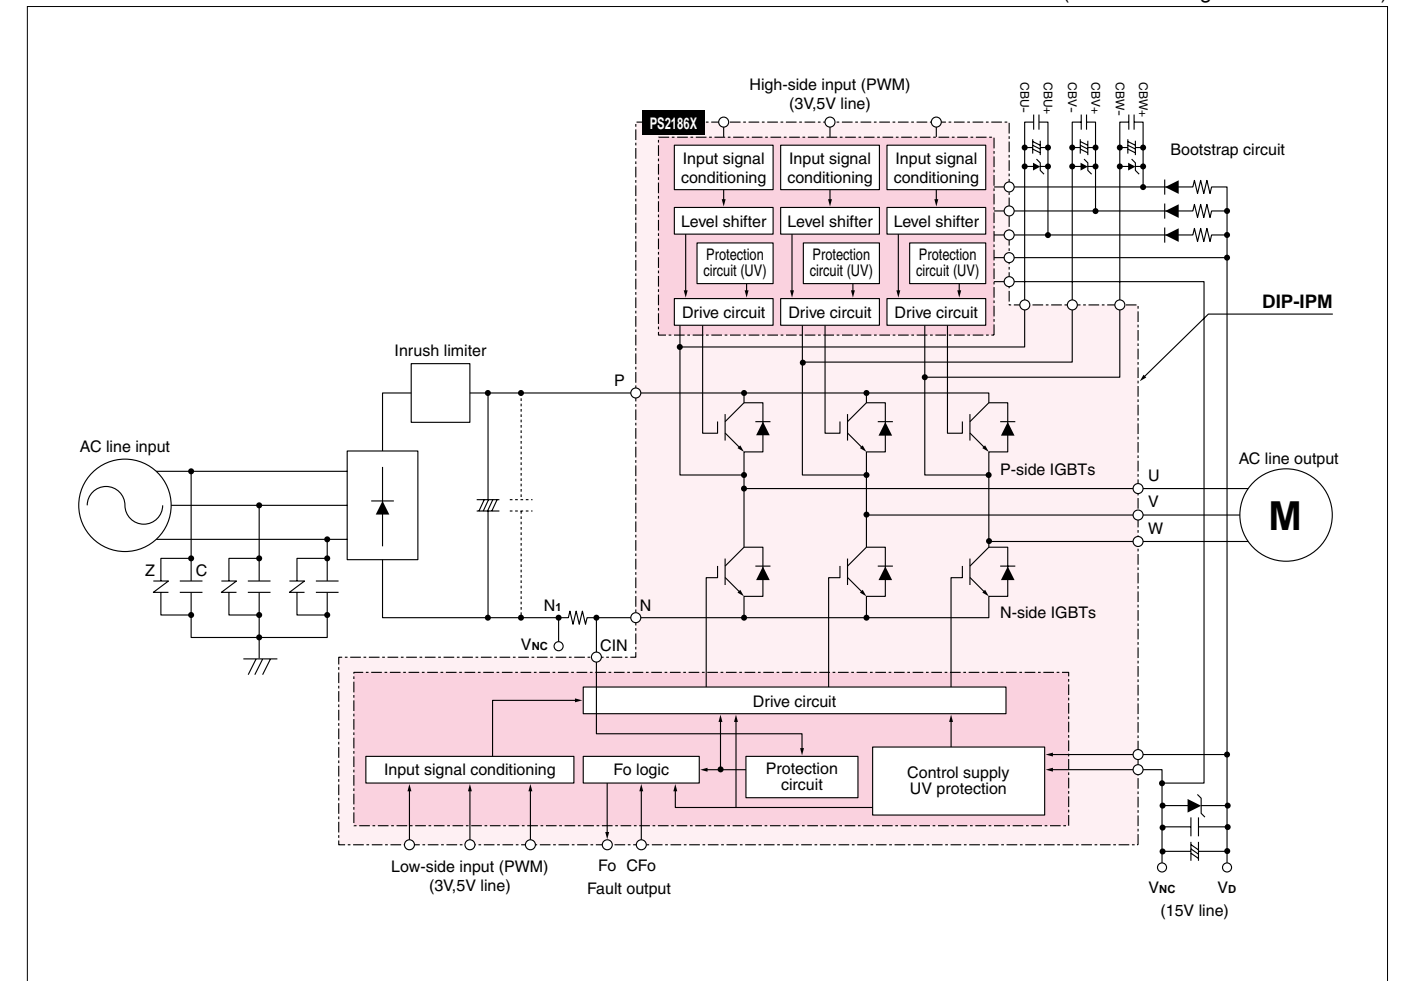 High-side input (PWM)
(3V,5V line)
CBU-
CBU+
CBV-
CBV+
CBW-
CBW+
PS2186X
Bootstrap circuit
Input signal
conditioning
Input signal
conditioning
Input signal
conditioning
Level shifter
Level shifter
Level shifter
Protection
circuit (UV)
Protection
circuit (UV)
Protection
circuit (UV)
Drive circuit
Drive circuit
Drive circuit
DIP-IPM
Inrush limiter
P
AC line input
P-side IGBTs
AC line output
U
V
W
M
Z
C
N1
N
N-side IGBTs
VNC
CIN
Drive circuit
Input signal conditioning
Fo logic
Protection
circuit
Control supply
UV protection
Low-side input (PWM)
(3V,5V line)
Fo
CFo
Fault output
VNC
VD
(15V line)